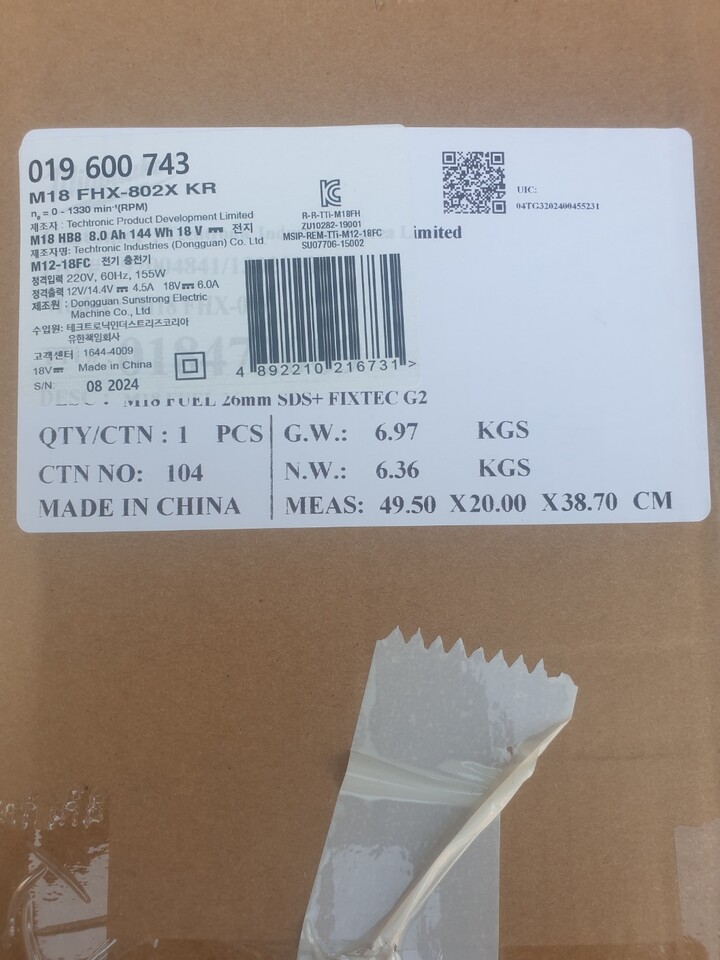 019 600 743
M18 FHX-802X KR
n₀ = 0 - 1330 min⁻¹(RPM)
제조자 : Techtronic Product Development Limited
M18 HB8 8.0 Ah 144 Wh 18 V ⎓ 전지
제조자명: Techtronic Industries (Dongguan) Co. Ltd.
M12-18FC 전기 충전기
정격입력 220V, 60Hz, 155W
정격출력 12V/14.4V ⎓ 4.5A 18V ⎓ 6.0A
제조원 : Dongguan Sunstrong Electric
Machine Co., Ltd
수입원: 테크트로닉인더스트리즈코리아
유한책임회사
고객센터 1644-4009
18V ⎓ Made in China
S/N: 08 2024
R-R-TTi-M18FH
ZU10282-19001
MSIP-REM-TTi-M12-18FC
SU07706-15002
4 892210 216731 >
UIC:
04TG3202400455231
imited
DESC : M18 FUEL 26mm SDS+ FIXTEC G2
QTY/CTN : 1 PCS
G.W.: 6.97 KGS
CTN NO: 104
N.W.: 6.36 KGS
MADE IN CHINA
MEAS: 49.50 X20.00 X38.70 CM